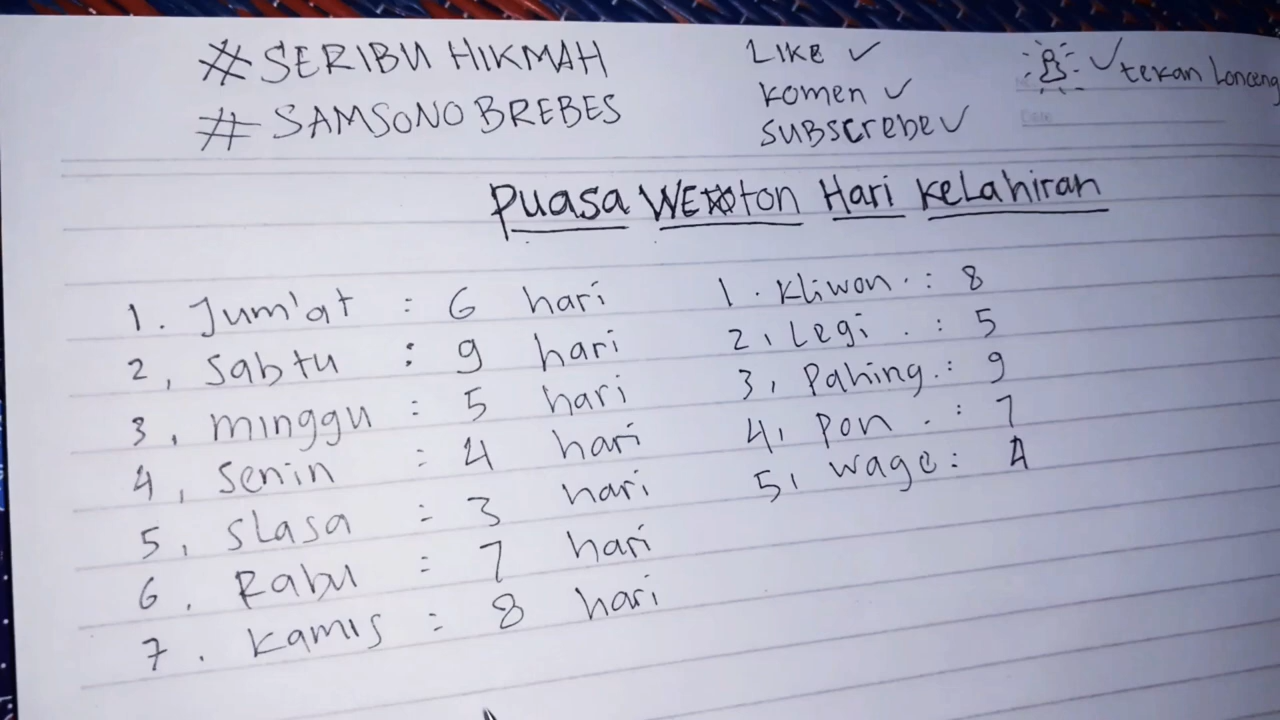 #SERIBU HIKMAH
#SAMSONO BREBES
LIKE ✓
komen ✓
SUBSCREBE ✓
✓ tekan Lonceng
Date
Puasa WEton Hari KeLahiran
1. Jum'at : 6 hari
2, Sabtu : 9 hari
3, minggu : 5 hari
4, Senin : 4 hari
5, SLasa : 3 hari
6. Rabu : 7 hari
7. Kamis : 8 hari
1. Kliwon. : 8
2, Legi . : 5
3, Pahing. : 9
4, Pon . : 7
5, wage : 4